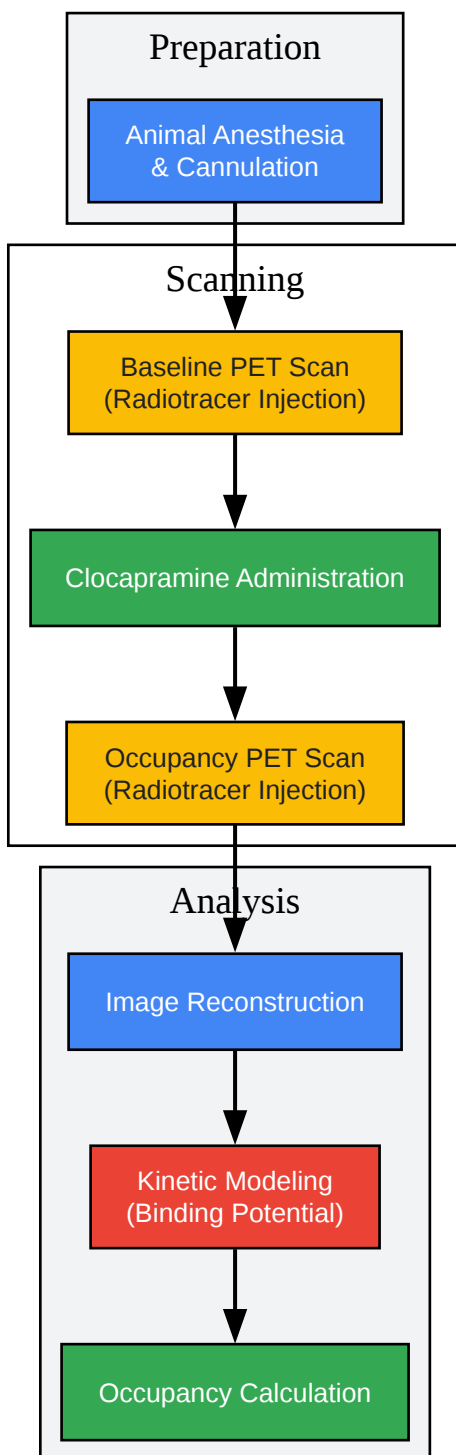 Preparation
Animal Anesthesia
& Cannulation
Scanning
Baseline PET Scan
(Radiotracer Injection)
Clocapramine Administration
Occupancy PET Scan
(Radiotracer Injection)
Analysis
Image Reconstruction
Kinetic Modeling
(Binding Potential)
Occupancy Calculation